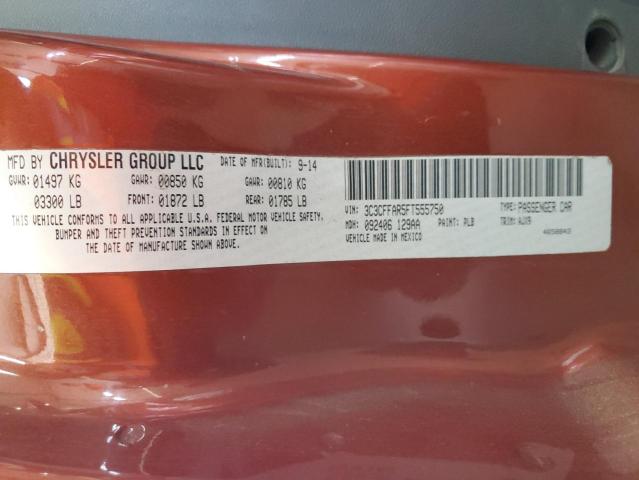 MFD BY CHRYSLER GROUP LLC DATE OF MFR(BUILT): 9-14
GVWR: 01497 KG GAWR: 00850 KG GAWR: 00810 KG
03300 LB FRONT: 01872 LB REAR: 01785 LB
THIS VEHICLE CONFORMS TO ALL APPLICABLE U.S.A. FEDERAL MOTOR VEHICLE SAFETY,
BUMPER AND THEFT PREVENTION STANDARDS IN EFFECT ON
THE DATE OF MANUFACTURE SHOWN ABOVE.
VIN: 3C3CFFAR5FT555750 TYPE: PASSENGER CAR
MDH: 092406 129AA PAINT: PLB TRIM: AJX9
VEHICLE MADE IN MEXICO